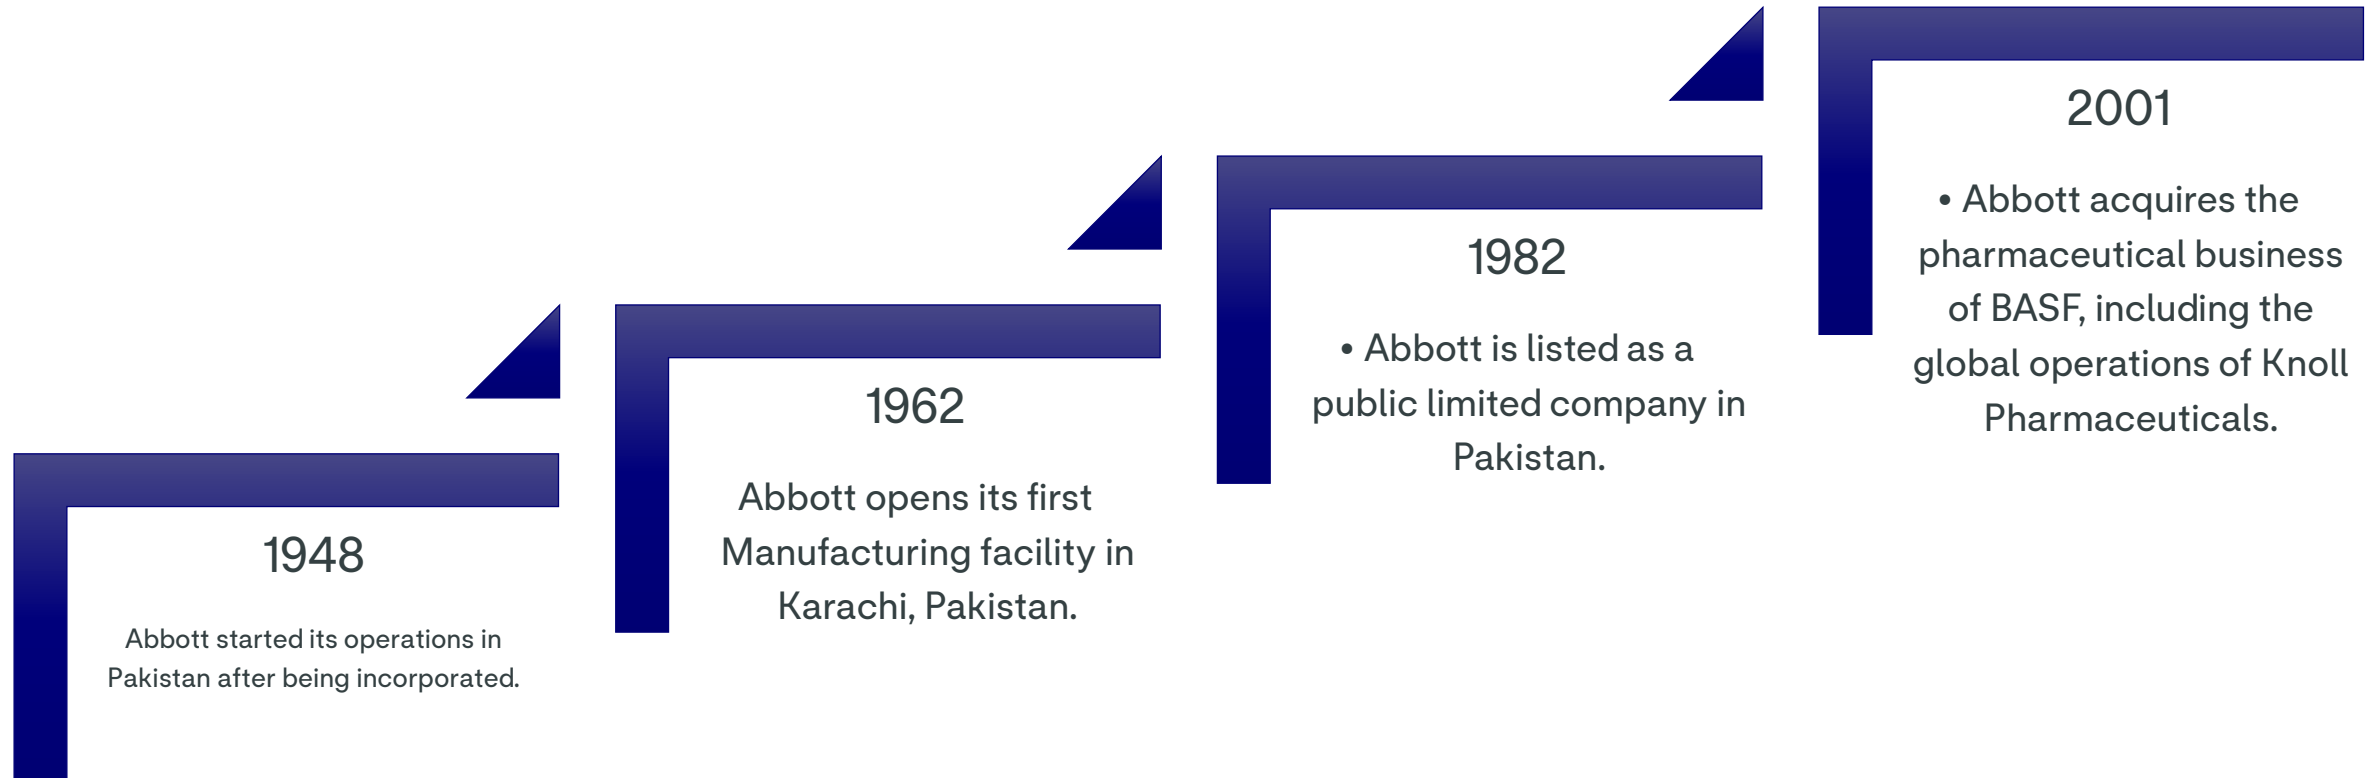 1948
Abbott started its operations in
Pakistan after being incorporated.
1962
Abbott opens its first
Manufacturing facility in
Karachi, Pakistan.
1982
• Abbott is listed as a
public limited company in
Pakistan.
2001
• Abbott acquires the
pharmaceutical business
of BASF, including the
global operations of Knoll
Pharmaceuticals.